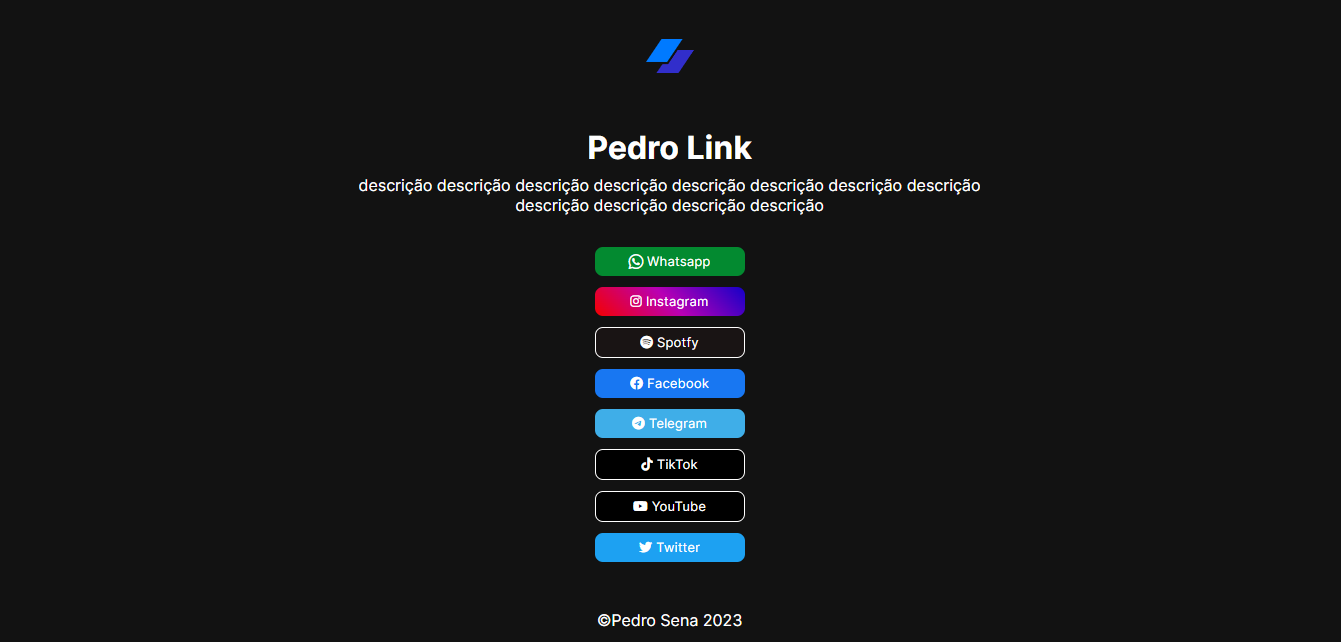 Pedro Link
descrição descrição descrição descrição descrição descrição descrição descrição
descrição descrição descrição descrição
Whatsapp
Instagram
Spotfy
Facebook
Telegram
TikTok
YouTube
Twitter
©Pedro Sena 2023